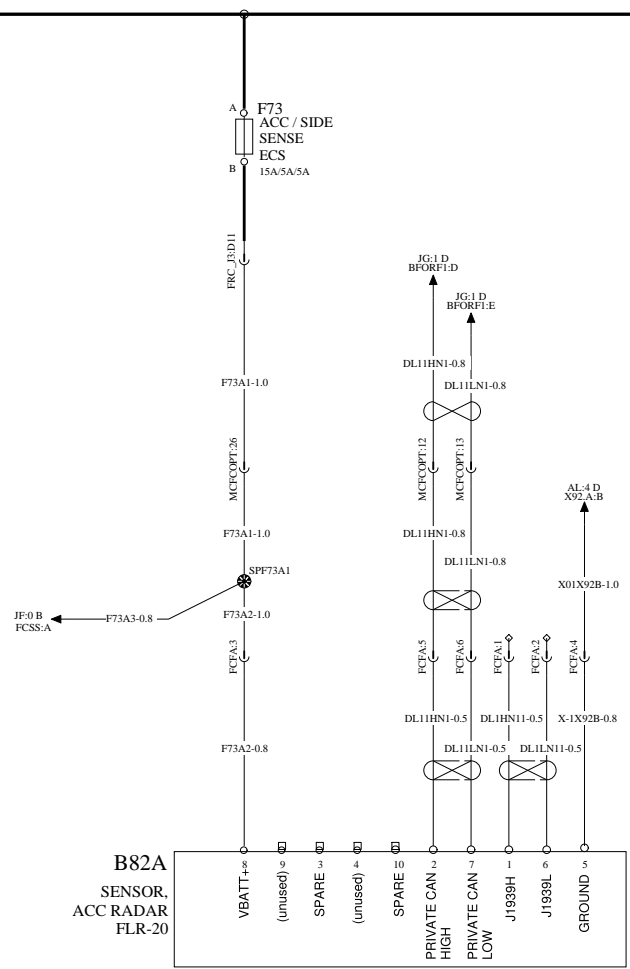 A
F73
ACC / SIDE
SENSE
ECS
B
15A/5A/5A
FRC_J3:D11
JG:1 D
BFORF1:D
JG:1 D
BFORF1:E
DL11HN1-0.8
F73A1-1.0
DL11LN1-0.8
MCFCOPT:26
MCFCOPT:12
MCFCOPT:13
AL:4 D
X92.A:B
F73A1-1.0
DL11HN1-0.8
DL11LN1-0.8
SPF73A1
X01X92B-1.0
JF:0 B
FCSS:A
F73A3-0.8
F73A2-1.0
FCFA:3
FCFA:5
FCFA:6
FCFA:1
FCFA:2
FCFA:4
DL11HN1-0.5
DL1HN11-0.5
X-1X92B-0.8
F73A2-0.8
DL11LN1-0.5
DL1LN11-0.5
B82A
SENSOR,
ACC RADAR
FLR-20
8
9
3
4
10
2
7
1
6
5
VBATT+
(unused)
SPARE
(unused)
SPARE
PRIVATE CAN
HIGH
PRIVATE CAN
LOW
J1939H
J1939L
GROUND